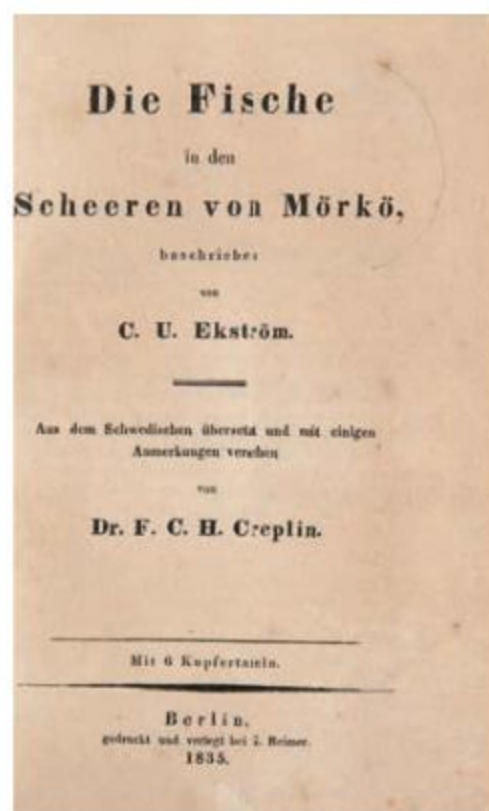 Die Fische
in den
Scheeren von Mörkö,
beschrieben
von
C. U. Ekström.
Aus dem Schwedischen übersetzt und mit einigen
Anmerkungen versehen
von
Dr. F. C. H. Creplin.
Mit 6 Kupfertafeln.
Berlin,
gedruckt und verlegt bei G. Reimer.
1835.